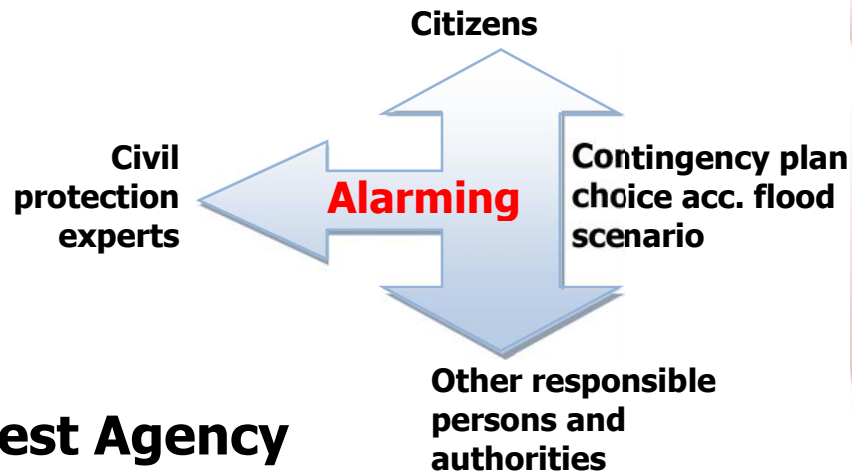 Citizens
Civil
protection
experts
Alarming
Contingency plan
choice acc. flood
scenario
Other responsible
persons and
authorities
est Agency